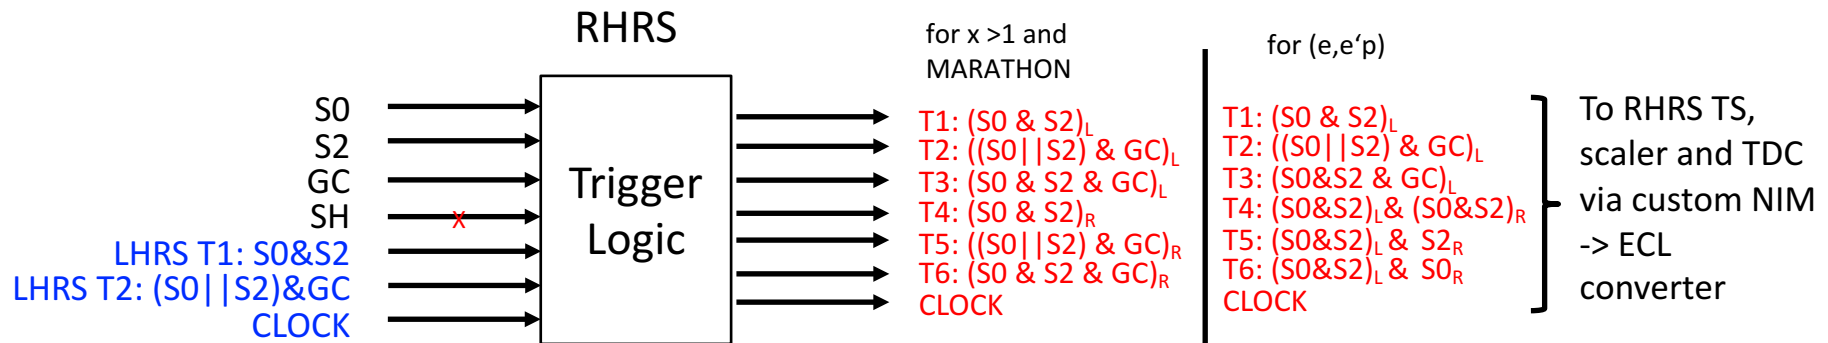 RHRS
S0
S2
GC
SH
x
LHRS T1: S0&S2
LHRS T2: (S0||S2)&GC
CLOCK
Trigger
Logic
for x >1 and
MARATHON
T1: (S0 & S2)L
T2: ((S0||S2) & GC)L
T3: (S0 & S2 & GC)L
T4: (S0 & S2)R
T5: ((S0||S2) & GC)R
T6: (S0 & S2 & GC)R
CLOCK
for (e,e‘p)
T1: (S0 & S2)L
T2: ((S0||S2) & GC)L
T3: (S0&S2 & GC)L
T4: (S0&S2)L& (S0&S2)R
T5: (S0&S2)L& S2R
T6: (S0&S2)L& S0R
CLOCK
To RHRS TS,
scaler and TDC
via custom NIM
-> ECL
converter